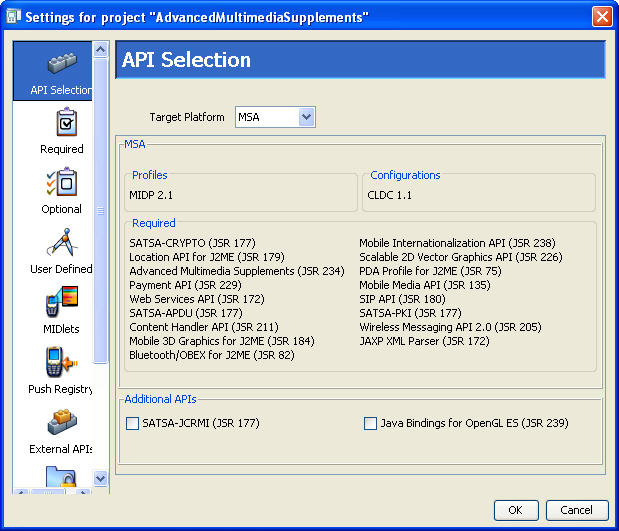 Settings for project "AdvancedMultimediaSupplements"
API Selection
Required
Optional
User Defined
MIDlets
Push Registry
External APIs
API Selection
Target Platform MSA
MSA
Profiles
MIDP 2.1
Configurations
CLDC 1.1
Required
SATSA-CRYPTO (JSR 177)
Location API for J2ME (JSR 179)
Advanced Multimedia Supplements (JSR 234)
Payment API (JSR 229)
Web Services API (JSR 172)
SATSA-APDU (JSR 177)
Content Handler API (JSR 211)
Mobile 3D Graphics for J2ME (JSR 184)
Bluetooth/OBEX for J2ME (JSR 82)
Mobile Internationalization API (JSR 238)
Scalable 2D Vector Graphics API (JSR 226)
PDA Profile for J2ME (JSR 75)
Mobile Media API (JSR 135)
SIP API (JSR 180)
SATSA-PKI (JSR 177)
Wireless Messaging API 2.0 (JSR 205)
JAXP XML Parser (JSR 172)
Additional APIs
SATSA-JCRMI (JSR 177)
Java Bindings for OpenGL ES (JSR 239)
OK
Cancel